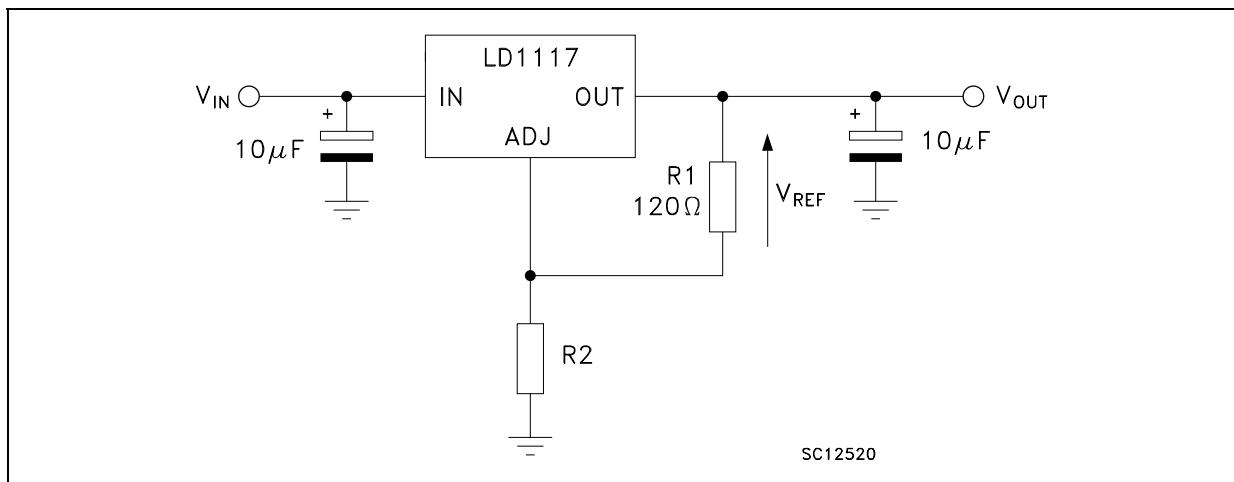 LD1117
V_IN
IN
OUT
V_OUT
+
10μF
ADJ
+
10μF
R1
120Ω
V_REF
R2
SC12520